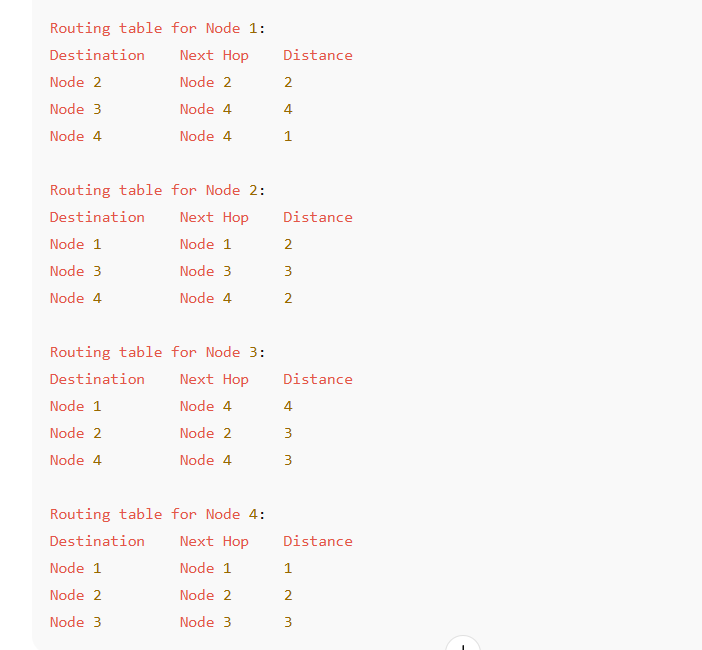 Routing table for Node 1:
Destination    Next Hop    Distance
Node 2         Node 2      2
Node 3         Node 4      4
Node 4         Node 4      1
Routing table for Node 2:
Destination    Next Hop    Distance
Node 1         Node 1      2
Node 3         Node 3      3
Node 4         Node 4      2
Routing table for Node 3:
Destination    Next Hop    Distance
Node 1         Node 4      4
Node 2         Node 2      3
Node 4         Node 4      3
Routing table for Node 4:
Destination    Next Hop    Distance
Node 1         Node 1      1
Node 2         Node 2      2
Node 3         Node 3      3